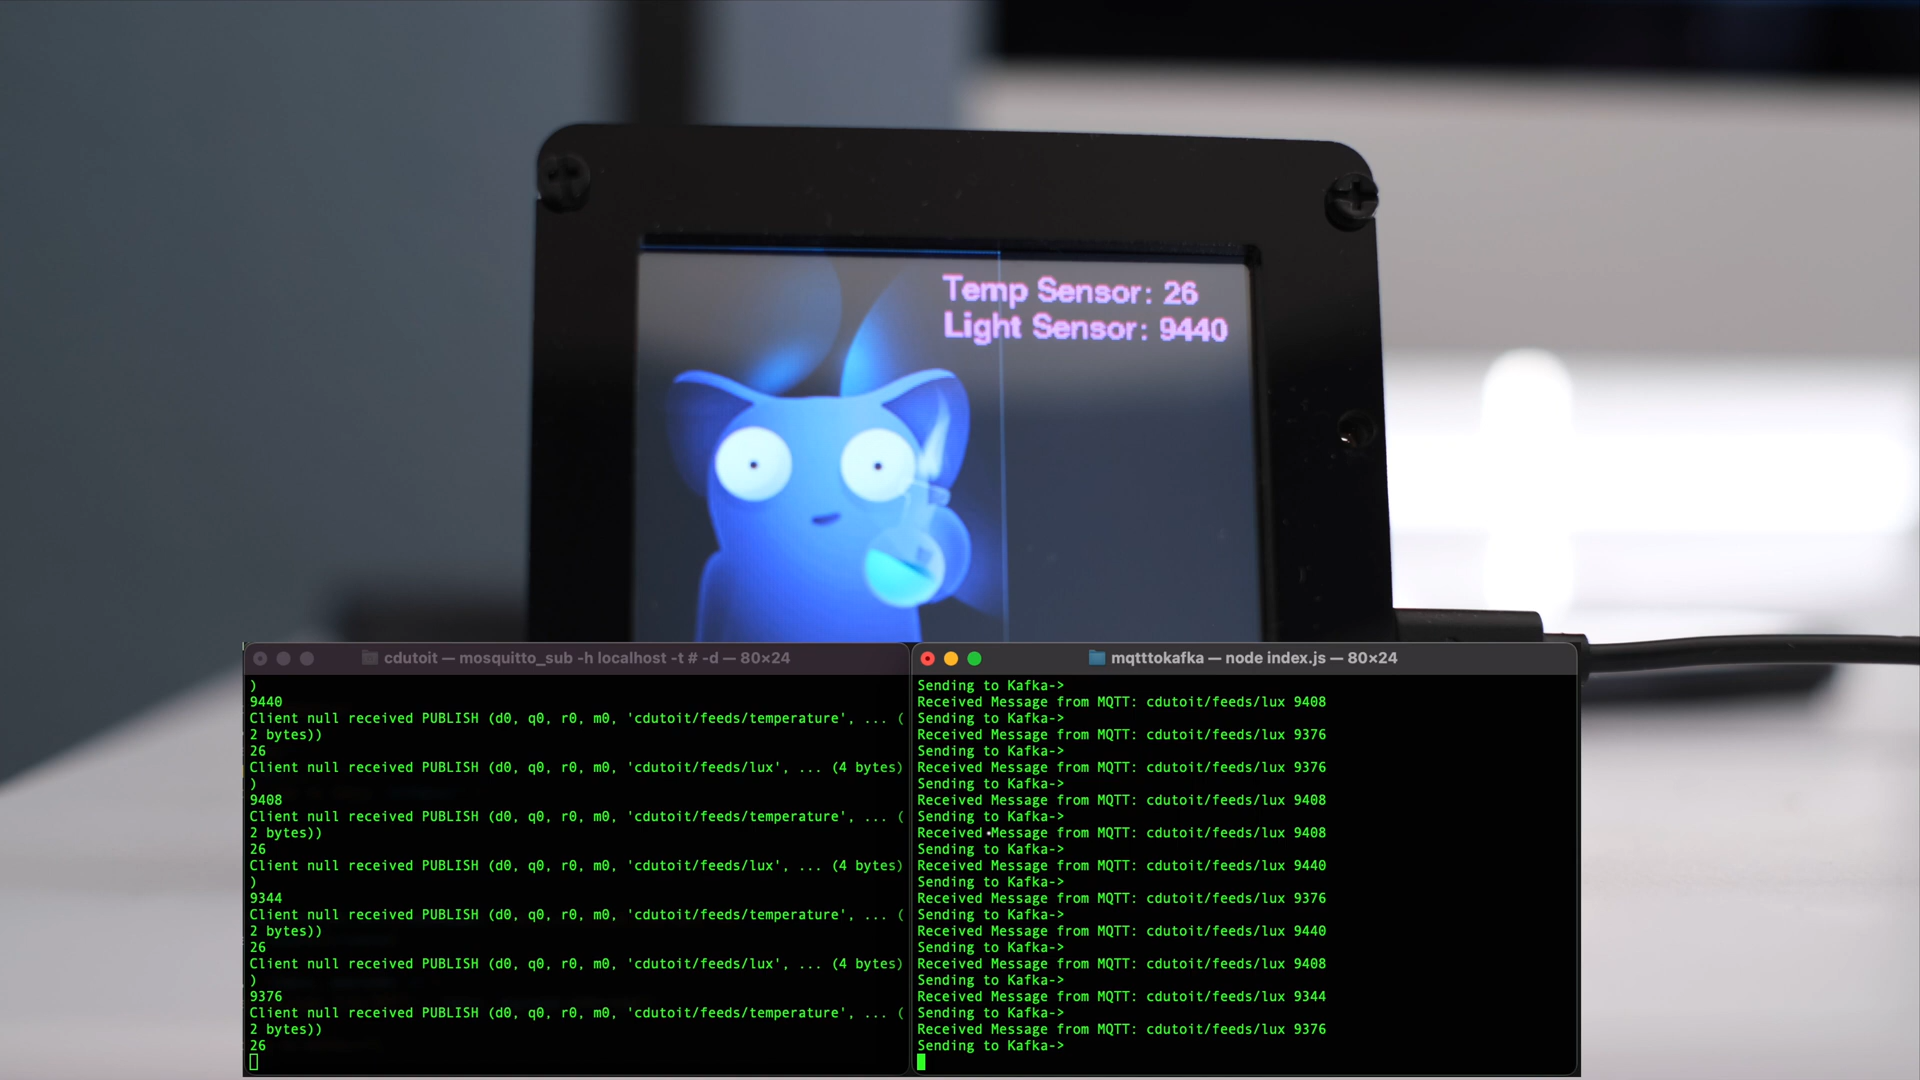 Temp Sensor: 26
Light Sensor: 9440
cdutoit — mosquitto_sub -h localhost -t # -d — 80×24
)
9440
Client null received PUBLISH (d0, q0, r0, m0, 'cdutoit/feeds/temperature', ... (
2 bytes))
26
Client null received PUBLISH (d0, q0, r0, m0, 'cdutoit/feeds/lux', ... (4 bytes)
)
9408
Client null received PUBLISH (d0, q0, r0, m0, 'cdutoit/feeds/temperature', ... (
2 bytes))
26
Client null received PUBLISH (d0, q0, r0, m0, 'cdutoit/feeds/lux', ... (4 bytes)
)
9344
Client null received PUBLISH (d0, q0, r0, m0, 'cdutoit/feeds/temperature', ... (
2 bytes))
26
Client null received PUBLISH (d0, q0, r0, m0, 'cdutoit/feeds/lux', ... (4 bytes)
)
9376
Client null received PUBLISH (d0, q0, r0, m0, 'cdutoit/feeds/temperature', ... (
2 bytes))
26
mqtttokafka — node index.js — 80×24
Sending to Kafka->
Received Message from MQTT: cdutoit/feeds/lux 9408
Sending to Kafka->
Received Message from MQTT: cdutoit/feeds/lux 9376
Sending to Kafka->
Received Message from MQTT: cdutoit/feeds/lux 9376
Sending to Kafka->
Received Message from MQTT: cdutoit/feeds/lux 9408
Sending to Kafka->
Received Message from MQTT: cdutoit/feeds/lux 9408
Sending to Kafka->
Received Message from MQTT: cdutoit/feeds/lux 9440
Sending to Kafka->
Received Message from MQTT: cdutoit/feeds/lux 9376
Sending to Kafka->
Received Message from MQTT: cdutoit/feeds/lux 9440
Sending to Kafka->
Received Message from MQTT: cdutoit/feeds/lux 9408
Sending to Kafka->
Received Message from MQTT: cdutoit/feeds/lux 9344
Sending to Kafka->
Received Message from MQTT: cdutoit/feeds/lux 9376
Sending to Kafka->